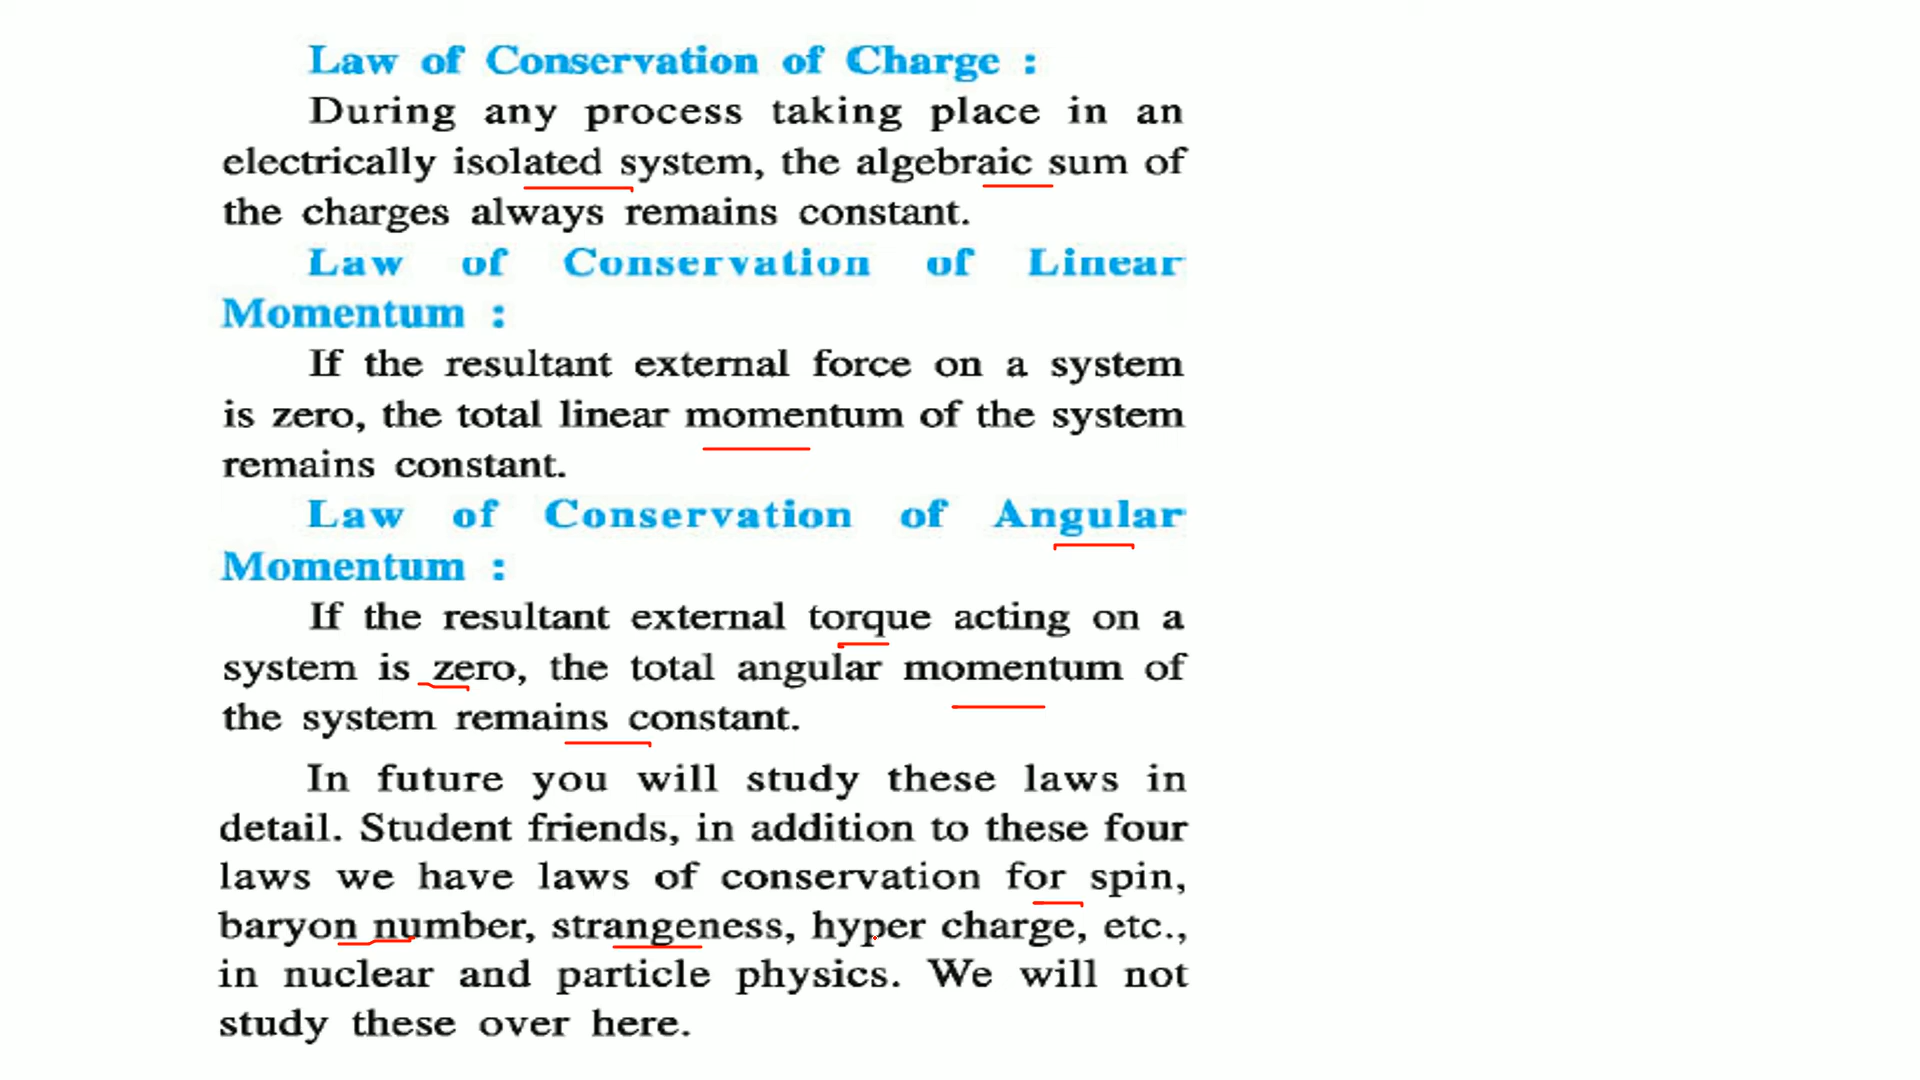 Law of Conservation of Charge :
During any process taking place in an
electrically isolated system, the algebraic sum of
the charges always remains constant.
Law of Conservation of Linear
Momentum :
If the resultant external force on a system
is zero, the total linear momentum of the system
remains constant.
Law of Conservation of Angular
Momentum :
If the resultant external torque acting on a
system is zero, the total angular momentum of
the system remains constant.
In future you will study these laws in
detail. Student friends, in addition to these four
laws we have laws of conservation for spin,
baryon number, strangeness, hyper charge, etc.,
in nuclear and particle physics. We will not
study these over here.